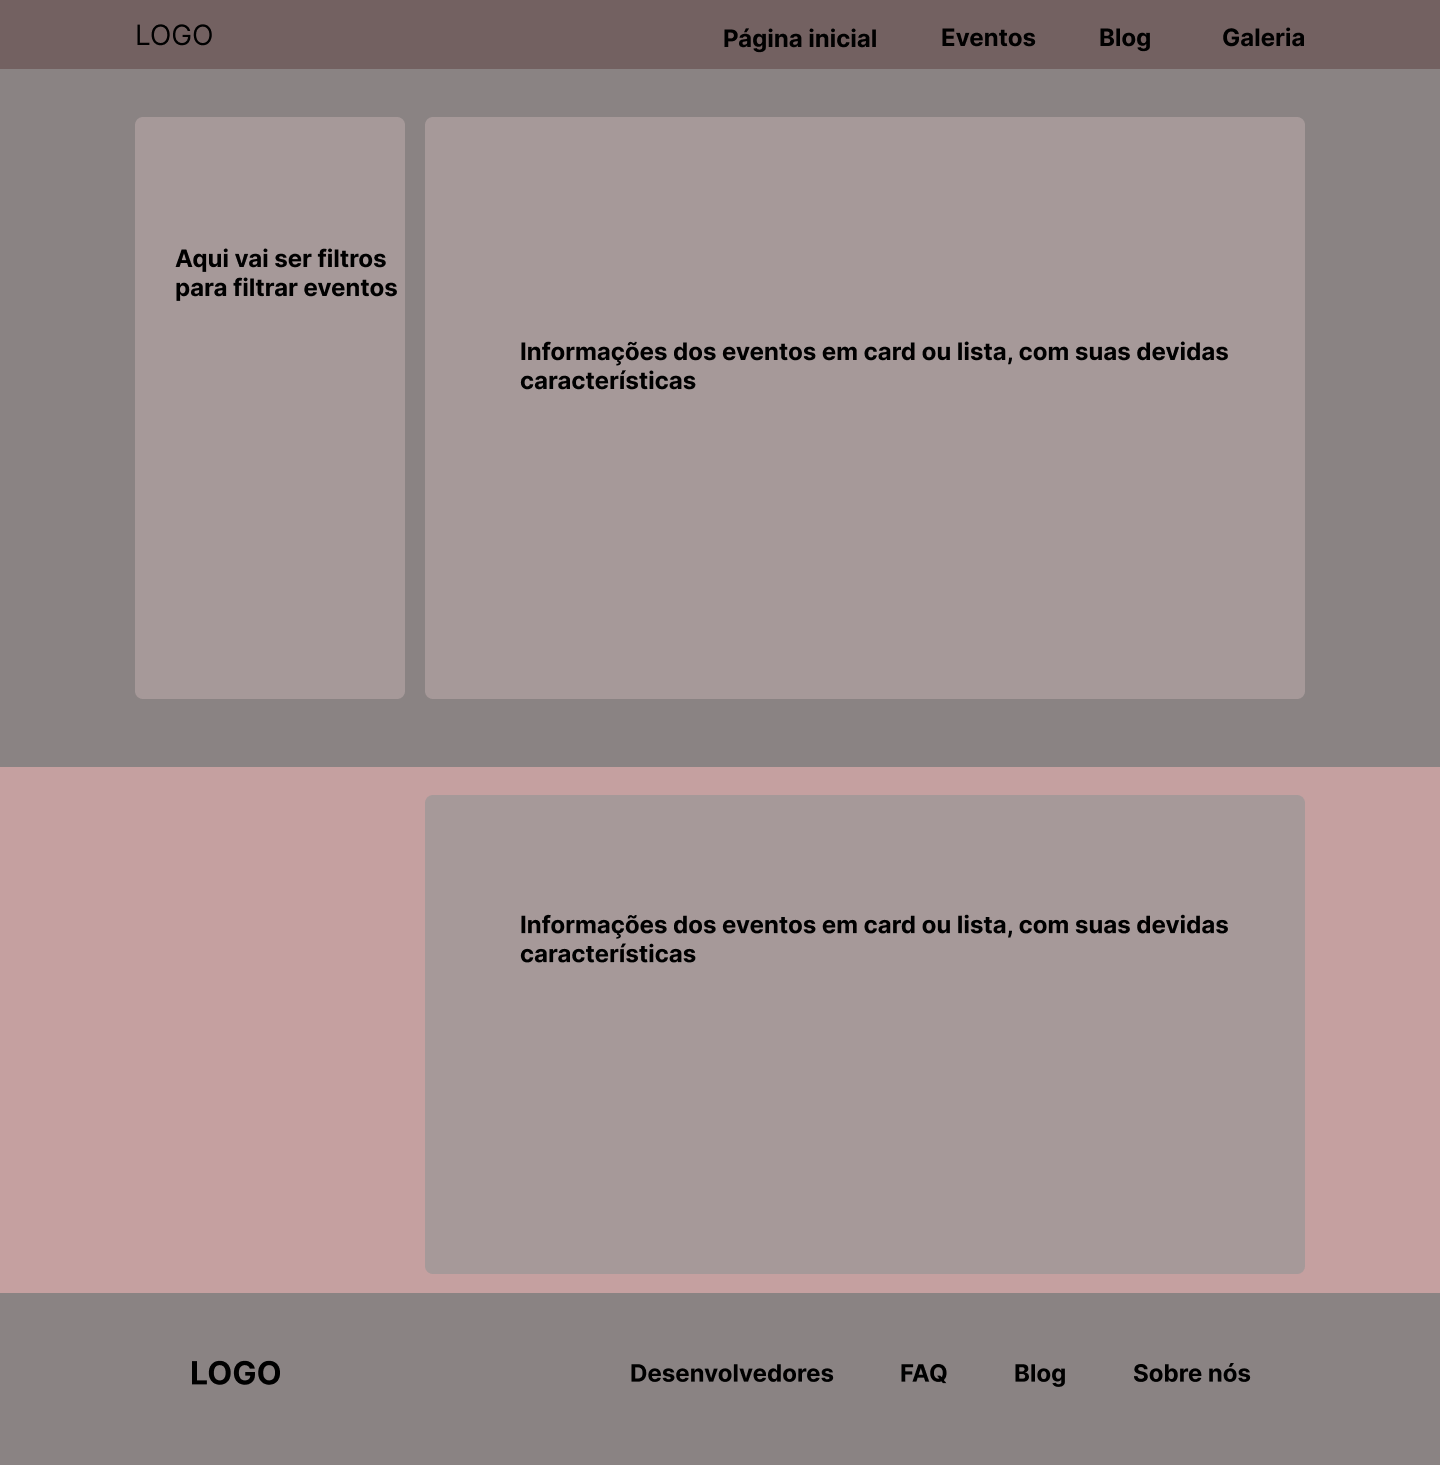 LOGO
Página inicial
Eventos
Blog
Galeria
Aqui vai ser filtros
para filtrar eventos
Informações dos eventos em card ou lista, com suas devidas
características
Informações dos eventos em card ou lista, com suas devidas
características
LOGO
Desenvolvedores
FAQ
Blog
Sobre nós